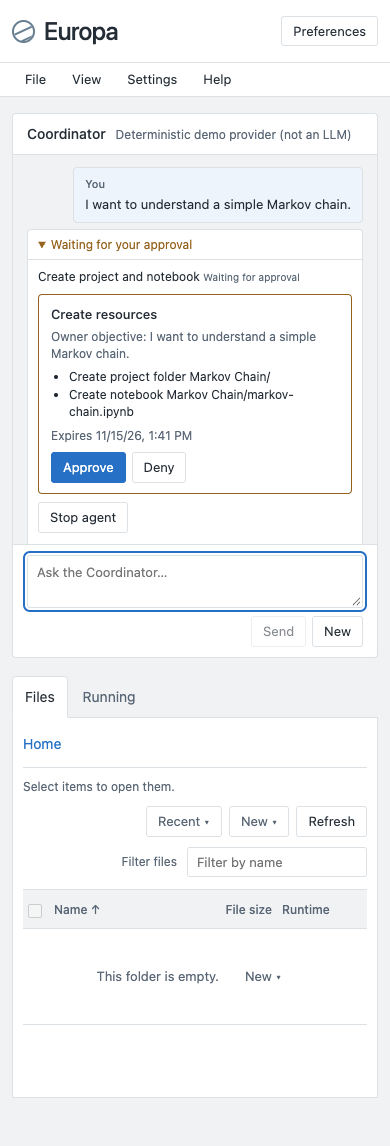 Europa
Preferences
File View Settings Help
Coordinator Deterministic demo provider (not an LLM)
You
I want to understand a simple Markov chain.
▼ Waiting for your approval
Create project and notebook Waiting for approval
Create resources
Owner objective: I want to understand a simple
Markov chain.
• Create project folder Markov Chain/
• Create notebook Markov Chain/markov-
chain.ipynb
Expires 11/15/26, 1:41 PM
Approve Deny
Stop agent
Ask the Coordinator...
Send New
Files Running
Home
Select items to open them.
Recent ▾ New ▾ Refresh
Filter files Filter by name
Name ↑ File size Runtime
This folder is empty. New ▾